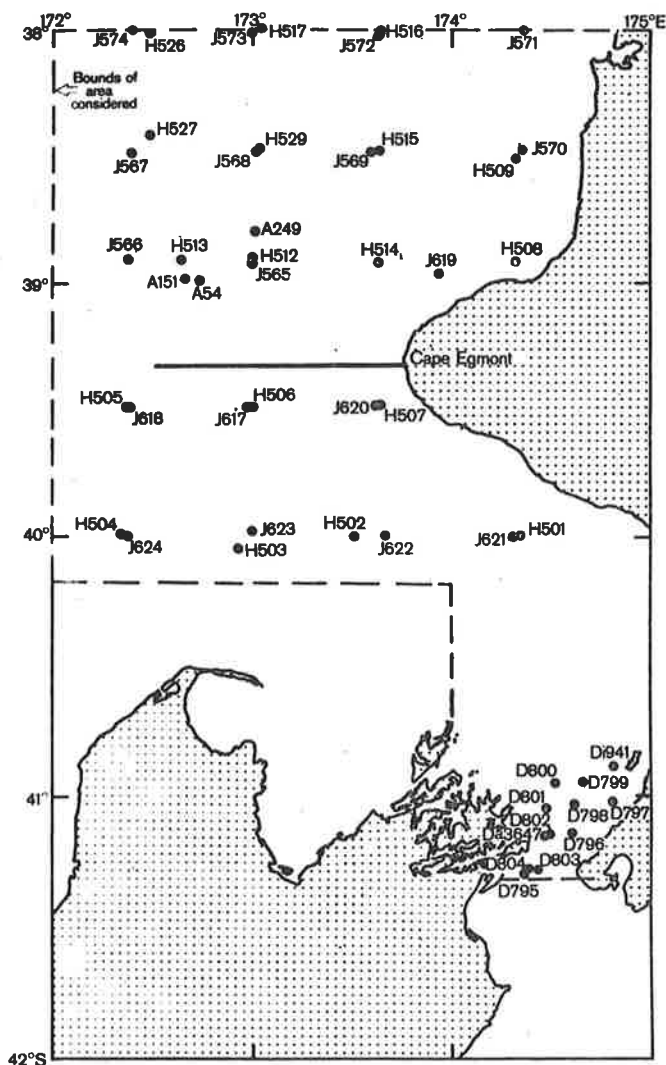 172°
173°
174°
175°E
38°
J574
H526
J573
H517
J572
H516
J571
Bounds of
area
considered
H527
J567
J568
H529
J569
H515
H509
J570
J566
H513
A249
H512
J565
A151
A54
H514
J619
H508
39°
Cape Egmont
H505
J618
J617
H506
J620
H507
H504
J624
J623
H503
H502
J622
J621
H501
40°
Di941
D800
D799
D801
D802
D798
D797
Da3647
D796
D804
D803
D795
41°
42°S